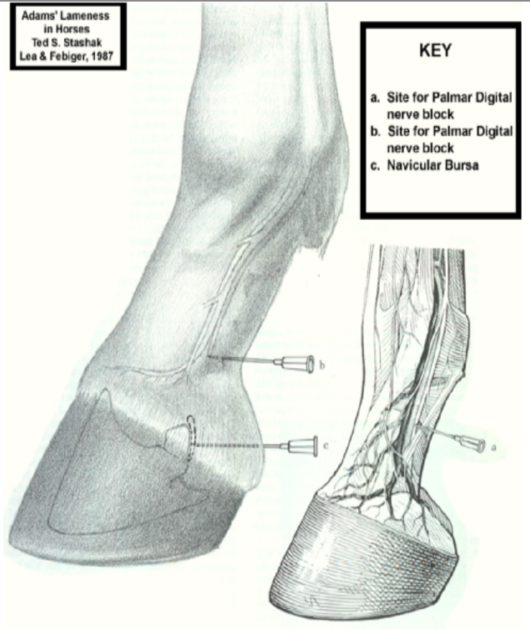 Adams' Lameness
in Horses
Ted S. Stashak
Lea & Febiger, 1987
KEY
a. Site for Palmar Digital
nerve block
b. Site for Palmar Digital
nerve block
c. Navicular Bursa
b
c
a